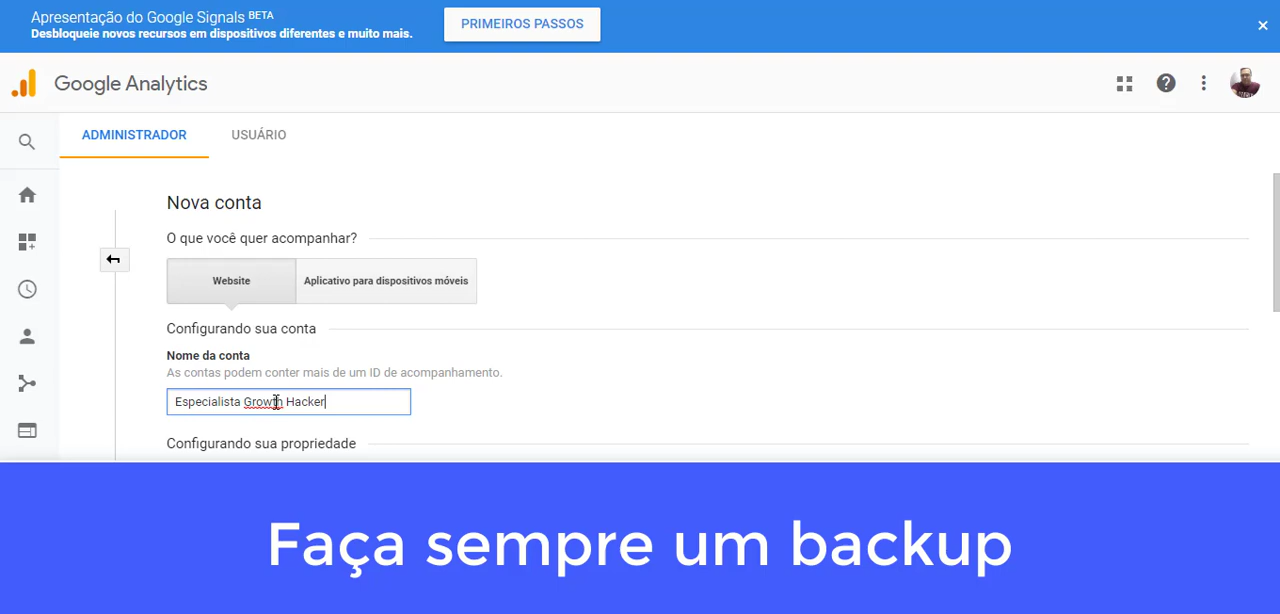 Apresentação do Google Signals BETA
Desbloqueie novos recursos em dispositivos diferentes e muito mais.
PRIMEIROS PASSOS
Google Analytics
ADMINISTRADOR
USUÁRIO
Nova conta
O que você quer acompanhar?
Website
Aplicativo para dispositivos móveis
Configurando sua conta
Nome da conta
As contas podem conter mais de um ID de acompanhamento.
Especialista Growth Hacker
Configurando sua propriedade
Faça sempre um backup